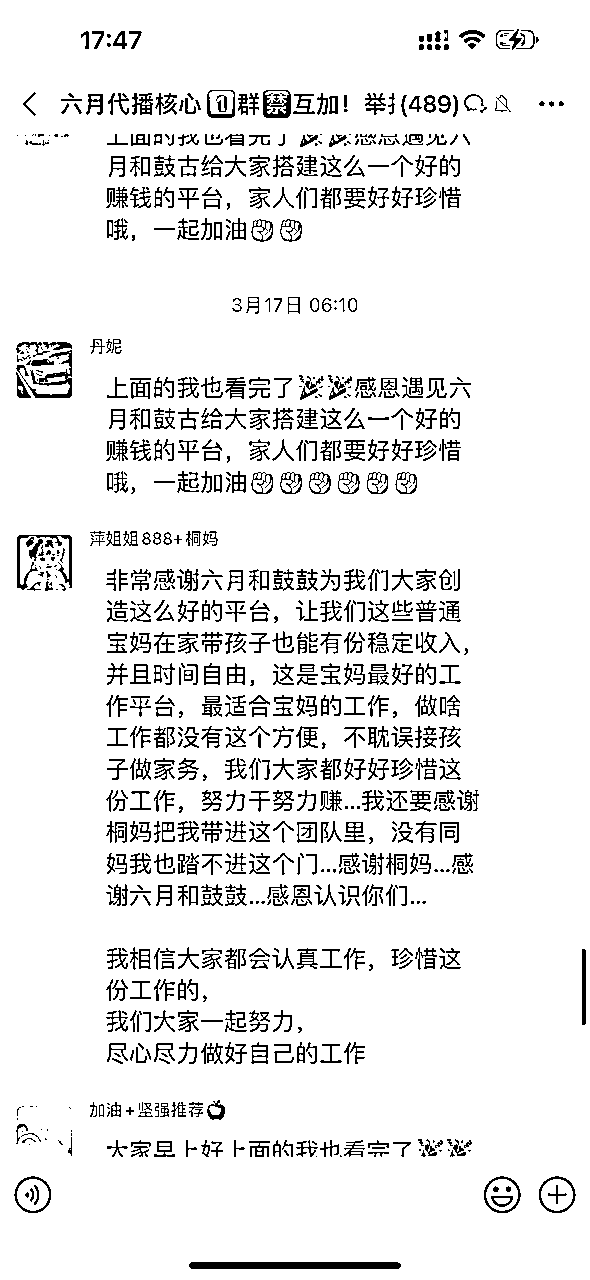 17:47
六月代播核心1群禁互加！举扌(489)
上面的我也看完了🎉🎉感恩遇见六
月和鼓古给大家搭建这么一个好的
赚钱的平台，家人们都要好好珍惜
哦，一起加油✊✊
3月17日 06:10
丹妮
上面的我也看完了🎉🎉感恩遇见六
月和鼓古给大家搭建这么一个好的
赚钱的平台，家人们都要好好珍惜
哦，一起加油✊✊✊✊✊✊
萍姐姐888+桐妈
非常感谢六月和鼓鼓为我们大家创
造这么好的平台，让我们这些普通
宝妈在家带孩子也能有份稳定收入，
并且时间自由，这是宝妈最好的工
作平台，最适合宝妈的工作，做啥
工作都没有这个方便，不耽误接孩
子做家务，我们大家都好好珍惜这
份工作，努力干努力赚...我还要感谢
桐妈把我带进这个团队里，没有同
妈我也踏不进这个门...感谢桐妈...感
谢六月和鼓鼓...感恩认识你们...
我相信大家都会认真工作，珍惜这
份工作的，
我们大家一起努力，
尽心尽力做好自己的工作
加油+坚强推荐🍎
大家早上好上面的我也看完了🎉🎉